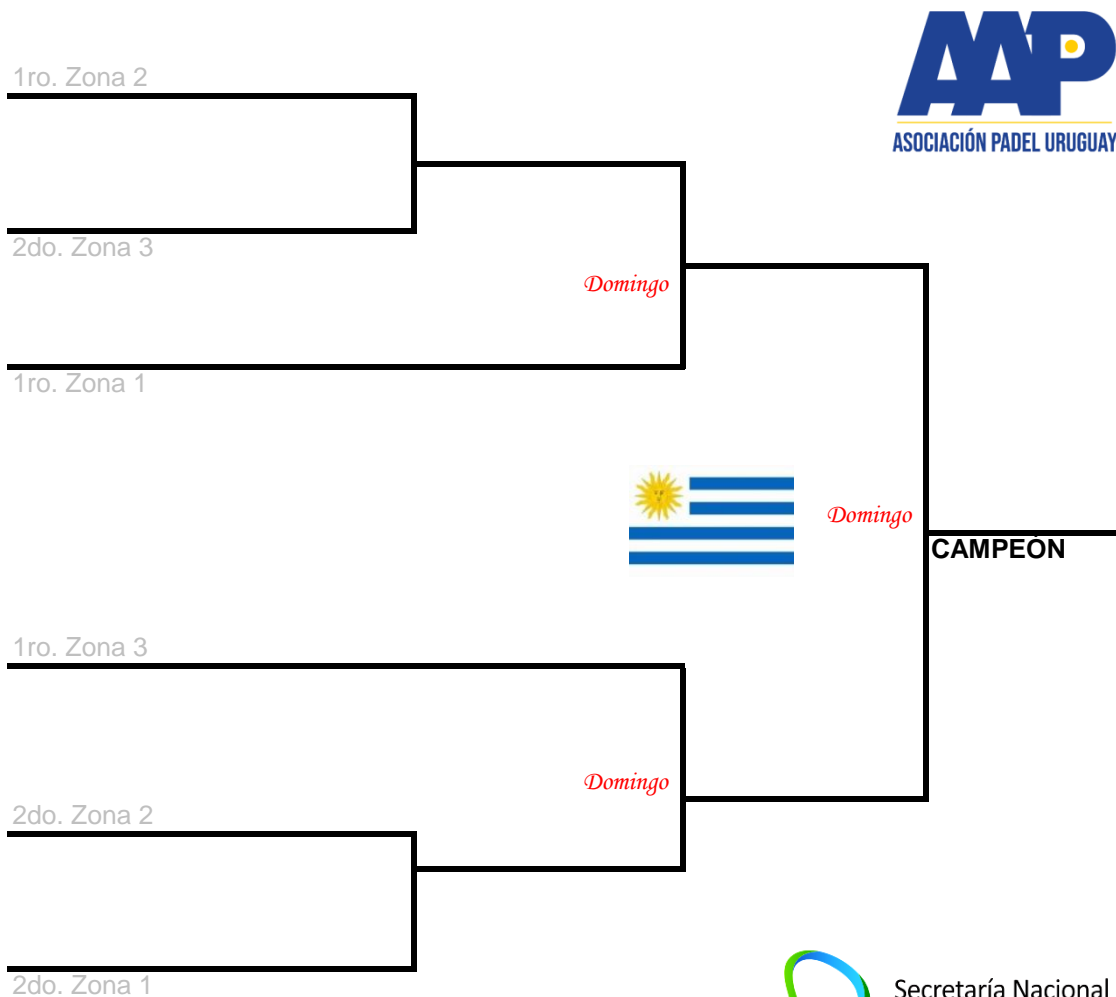 AAP
ASOCIACIÓN PADEL URUGUAY
1ro. Zona 2
2do. Zona 3
Domingo
1ro. Zona 1
Domingo
CAMPEÓN
1ro. Zona 3
Domingo
2do. Zona 2
2do. Zona 1
Secretaría Nacional